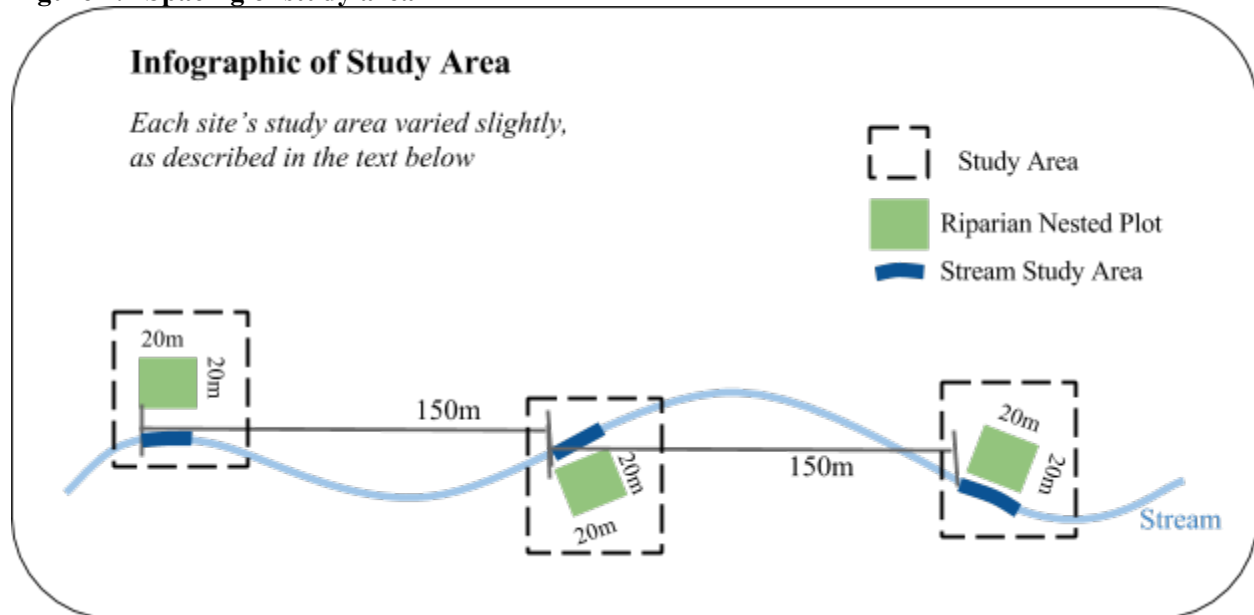 Infographic of Study Area
Each site's study area varied slightly,
as described in the text below
Study Area
Riparian Nested Plot
Stream Study Area
20m
20m
150m
20m
20m
150m
20m
20m
Stream